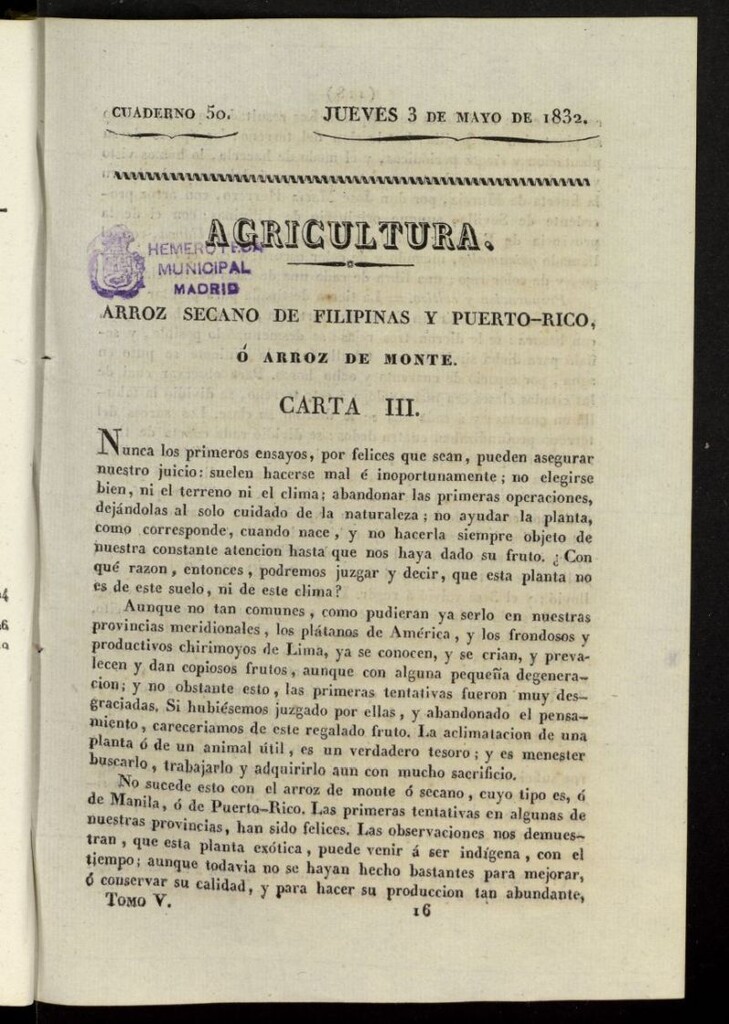 CUADERNO 50.
JUEVES 3 DE MAYO DE 1832.
AGRICULTURA.
HEMEROTECA
MUNICIPAL
MADRID
ARROZ SECANO DE FILIPINAS Y PUERTO-RICO,
Ó ARROZ DE MONTE.
CARTA III.
Nunca los primeros ensayos, por felices que sean, pueden asegurar
nuestro juicio: suelen hacerse mal é inoportunamente; no elegirse
bien, ni el terreno ni el clima; abandonar las primeras operaciones,
dejándolas al solo cuidado de la naturaleza; no ayudar la planta,
como corresponde, cuando nace, y no hacerla siempre objeto de
nuestra constante atencion hasta que nos haya dado su fruto. ¿Con
qué razon, entonces, podremos juzgar y decir, que esta planta no
es de este suelo, ni de este clima?
Aunque no tan comunes, como pudieran ya serlo en nuestras
provincias meridionales, los plátanos de América, y los frondosos y
productivos chirimoyos de Lima, ya se conocen, y se crian, y preva-
lecen y dan copiosos frutos, aunque con alguna pequeña degenera-
cion; y no obstante esto, las primeras tentativas fueron muy des-
graciadas. Si hubiésemos juzgado por ellas, y abandonado el pensa-
miento, careceriamos de este regalado fruto. La aclimatacion de una
planta ó de un animal útil, es un verdadero tesoro; y es menester
buscarlo, trabajarlo y adquirirlo aun con mucho sacrificio.
No sucede esto con el arroz de monte ó secano, cuyo tipo es, ó
de Manila, ó de Puerto-Rico. Las primeras tentativas en algunas de
nuestras provincias, han sido felices. Las observaciones nos demues-
tran, que esta planta exótica, puede venir á ser indígena, con el
tiempo; aunque todavia no se hayan hecho bastantes para mejorar,
ó conservar su calidad, y para hacer su produccion tan abundante,
TOMO V.
16